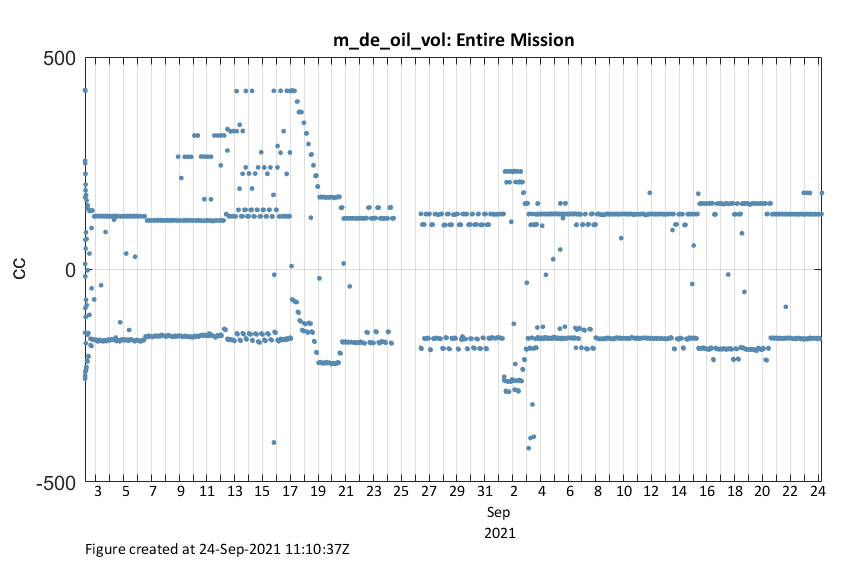 m_de_oil_vol: Entire Mission
500
0
-500
CC
3 5 7 9 11 13 15 17 19 21 23 25 27 29 31 2 4 6 8 10 12 14 16 18 20 22 24
Sep
2021
Figure created at 24-Sep-2021 11:10:37Z